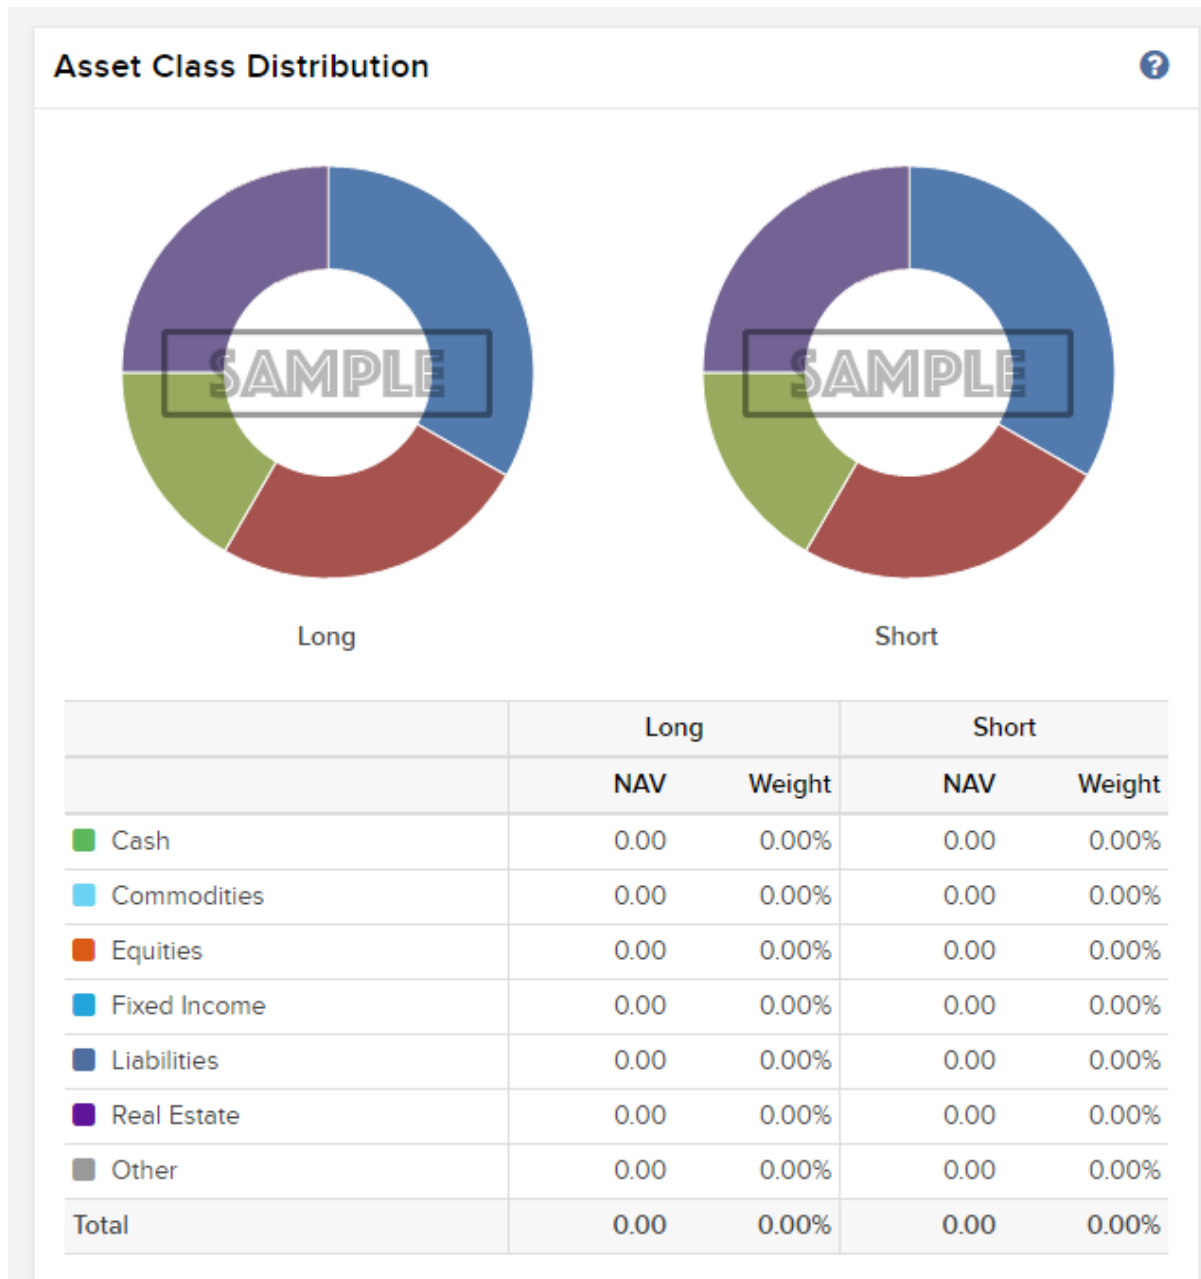 Asset Class Distribution ?
SAMPLE SAMPLE
Long Short
Long Short
NAV Weight NAV Weight
Cash 0.00 0.00% 0.00 0.00%
Commodities 0.00 0.00% 0.00 0.00%
Equities 0.00 0.00% 0.00 0.00%
Fixed Income 0.00 0.00% 0.00 0.00%
Liabilities 0.00 0.00% 0.00 0.00%
Real Estate 0.00 0.00% 0.00 0.00%
Other 0.00 0.00% 0.00 0.00%
Total 0.00 0.00% 0.00 0.00%